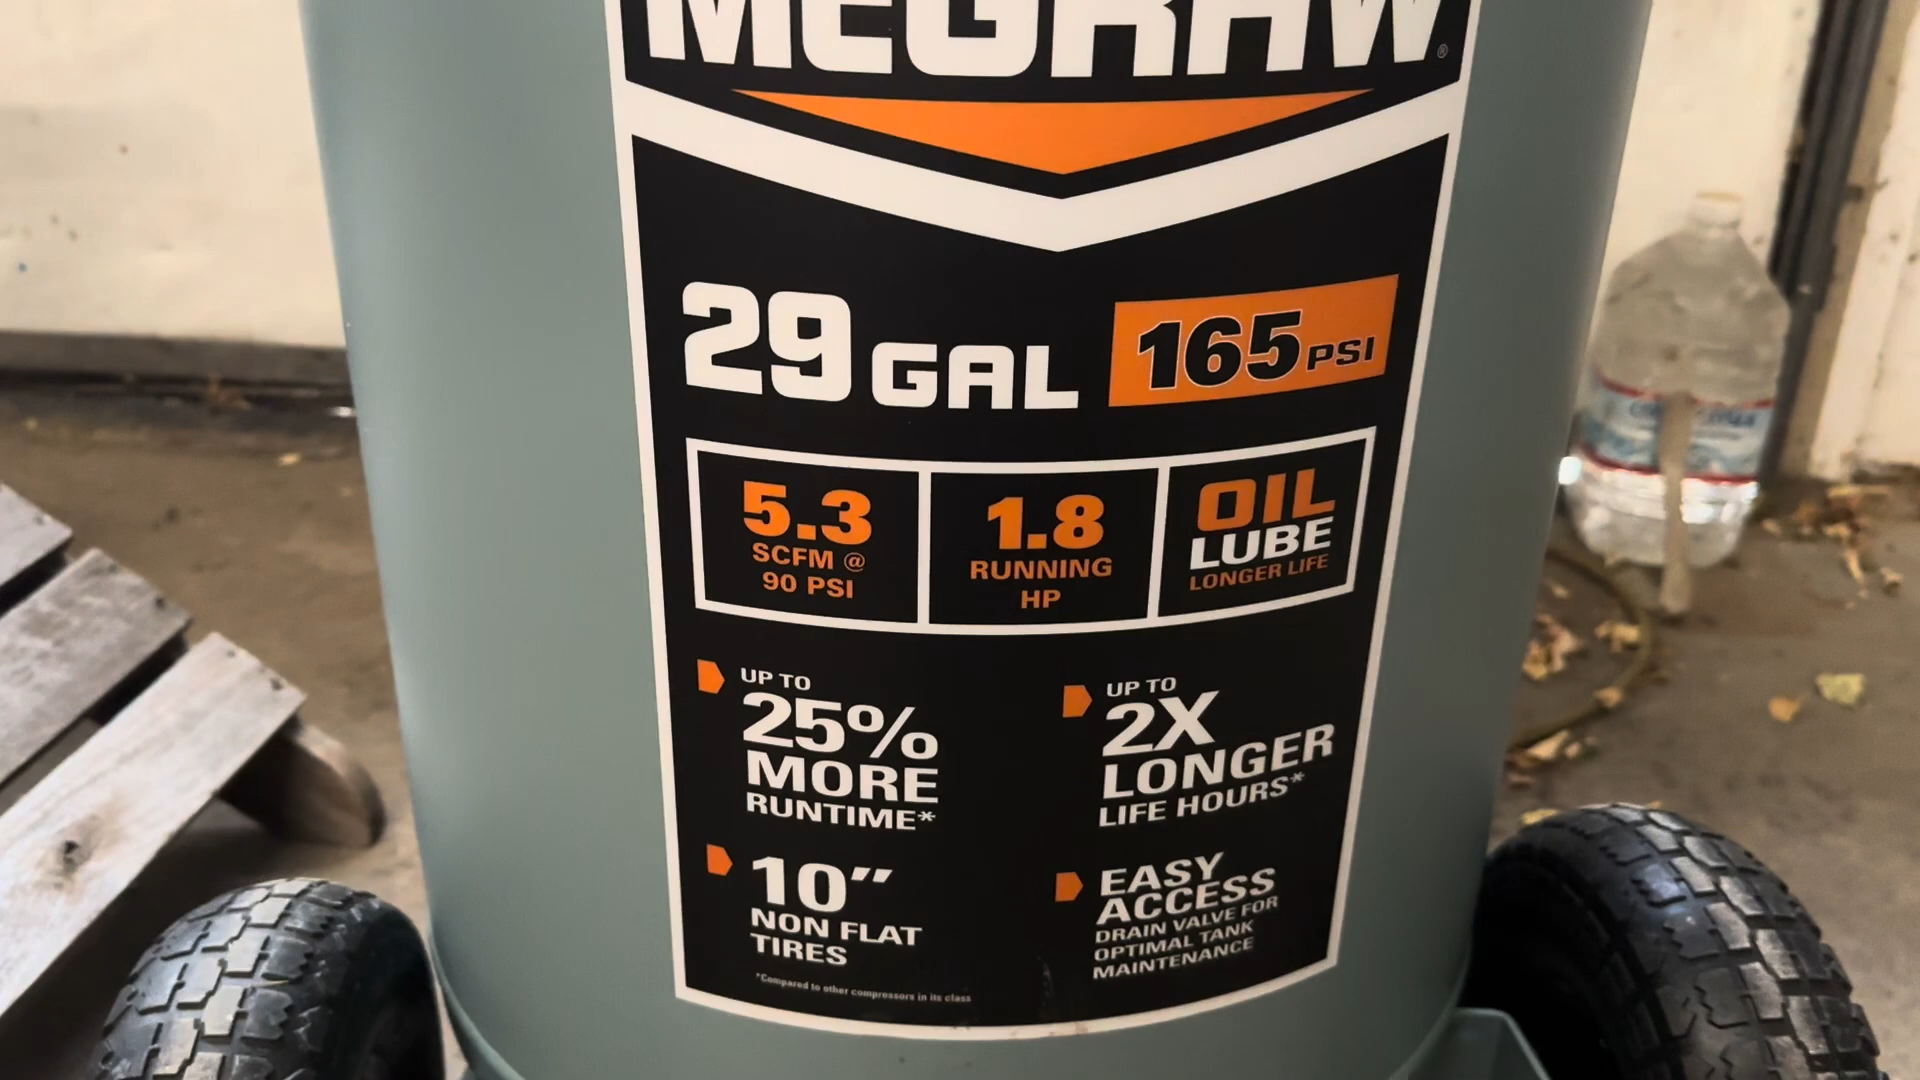 McGRAW®
29 GAL 165 PSI
5.3
SCFM @
90 PSI
1.8
RUNNING
HP
OIL
LUBE
LONGER LIFE
UP TO
25%
MORE
RUNTIME*
UP TO
2X
LONGER
LIFE HOURS*
10"
NON FLAT
TIRES
EASY
ACCESS
DRAIN VALVE FOR
OPTIMAL TANK
MAINTENANCE
*Compared to other compressors in its class